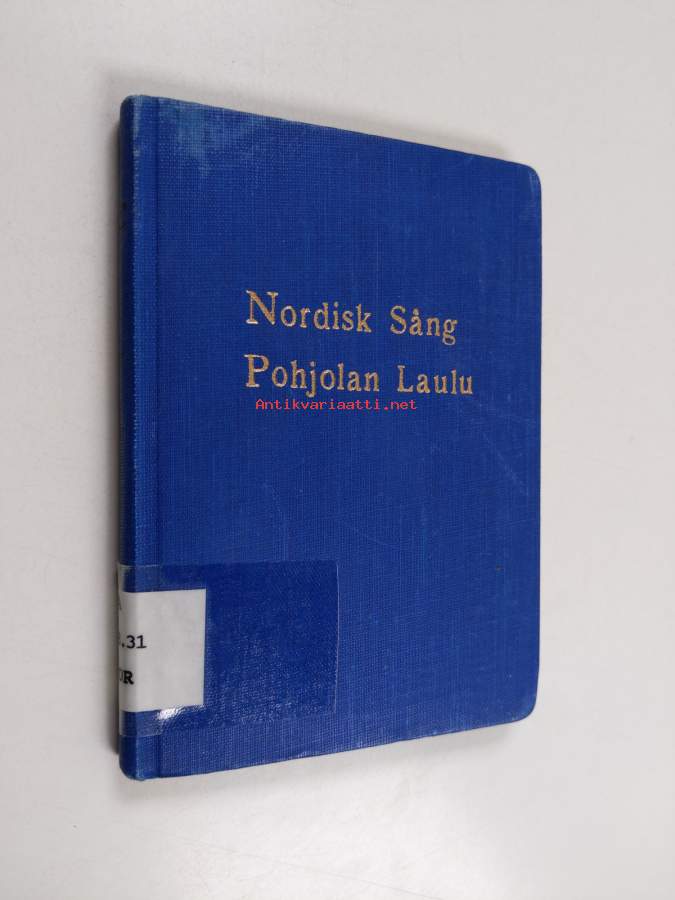 Nordisk Sång
Pohjolan Laulu
Antikvariaatti.net
.31
UR